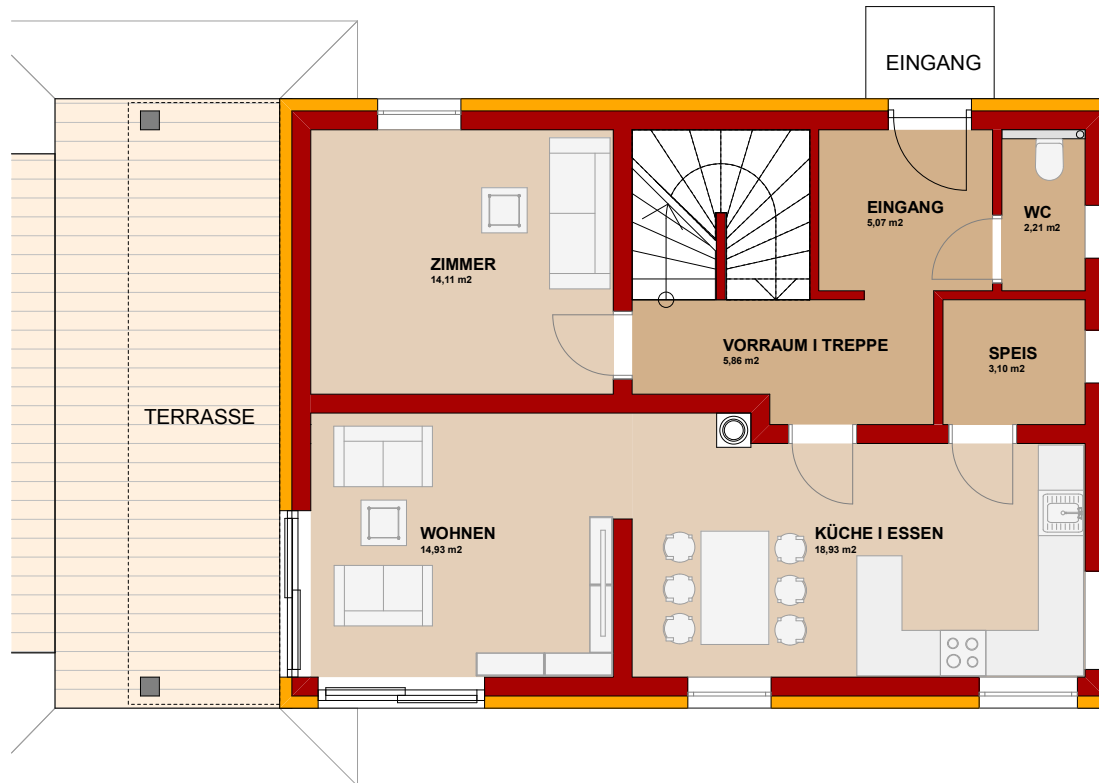 EINGANG
EINGANG
5,07 m2
WC
2,21 m2
ZIMMER
14,11 m2
VORRAUM I TREPPE
5,86 m2
SPEIS
3,10 m2
TERRASSE
WOHNEN
14,93 m2
KÜCHE I ESSEN
18,93 m2